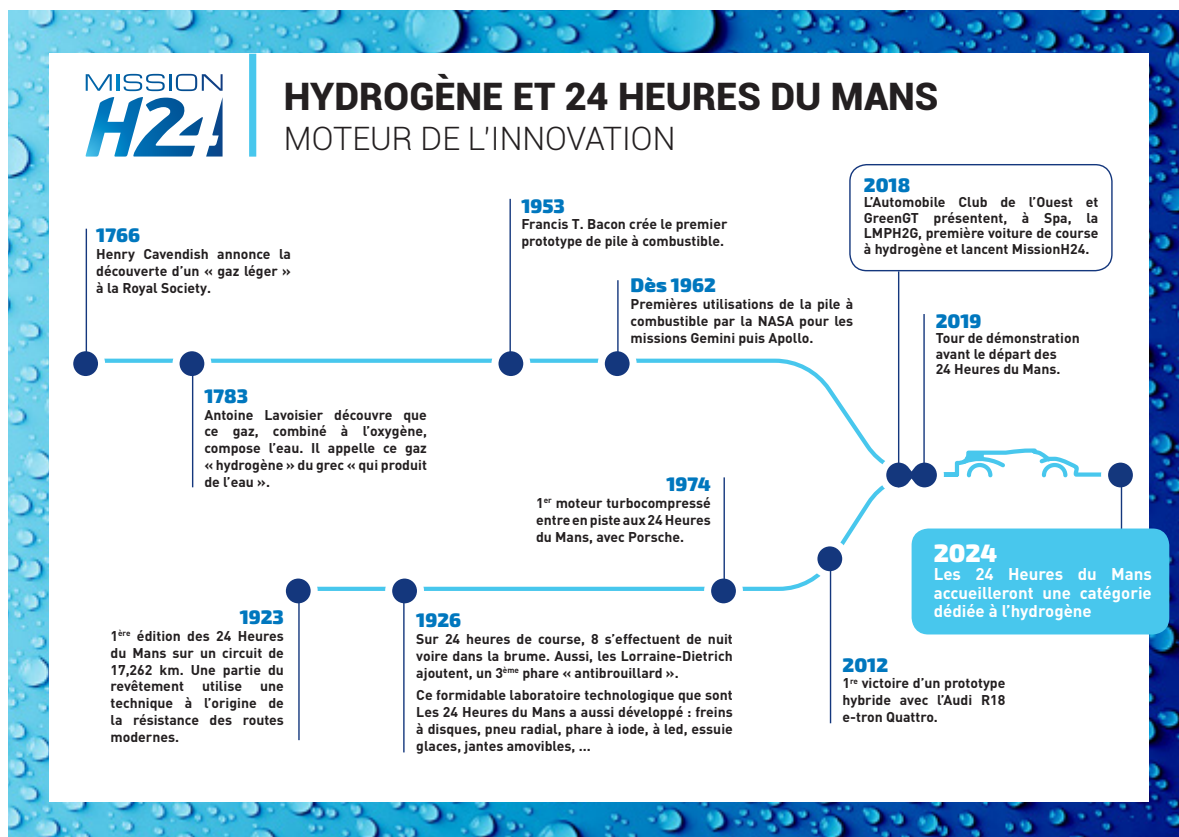 MISSION
H24
HYDROGÈNE ET 24 HEURES DU MANS
MOTEUR DE L'INNOVATION
1766
Henry Cavendish annonce la
découverte d'un « gaz léger »
à la Royal Society.
1783
Antoine Lavoisier découvre que
ce gaz, combiné à l'oxygène,
compose l'eau. Il appelle ce gaz
« hydrogène » du grec « qui produit
de l'eau ».
1953
Francis T. Bacon crée le premier
prototype de pile à combustible.
Dès 1962
Premières utilisations de la pile à
combustible par la NASA pour les
missions Gemini puis Apollo.
2018
L'Automobile Club de l'Ouest et
GreenGT présentent, à Spa, la
LMPH2G, première voiture de course
à hydrogène et lancent MissionH24.
2019
Tour de démonstration
avant le départ des
24 Heures du Mans.
1923
1ère édition des 24 Heures
du Mans sur un circuit de
17,262 km. Une partie du
revêtement utilise une
technique à l'origine de
la résistance des routes
modernes.
1926
Sur 24 heures de course, 8 s'effectuent de nuit
voire dans la brume. Aussi, les Lorraine-Dietrich
ajoutent, un 3ème phare « antibrouillard ».
Ce formidable laboratoire technologique que sont
Les 24 Heures du Mans a aussi développé : freins
à disques, pneu radial, phare à iode, à led, essuie
glaces, jantes amovibles, ...
1974
1er moteur turbocompressé
entre en piste aux 24 Heures
du Mans, avec Porsche.
2012
1re victoire d'un prototype
hybride avec l'Audi R18
e-tron Quattro.
2024
Les 24 Heures du Mans
accueilleront une catégorie
dédiée à l'hydrogène